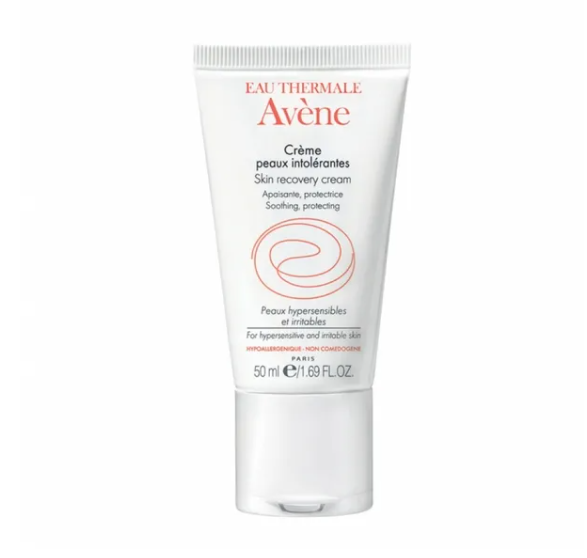 EAU THERMALE
Avène
Crème
peaux intolérantes
Skin recovery cream
Apaisante, protectrice
Soothing, protecting
Peaux hypersensibles
et irritables
For hypersensitive and irritable skin
HYPOALLERGENIQUE - NON COMEDOGENE
PARIS
50 ml ℮/1.69 FL.OZ.